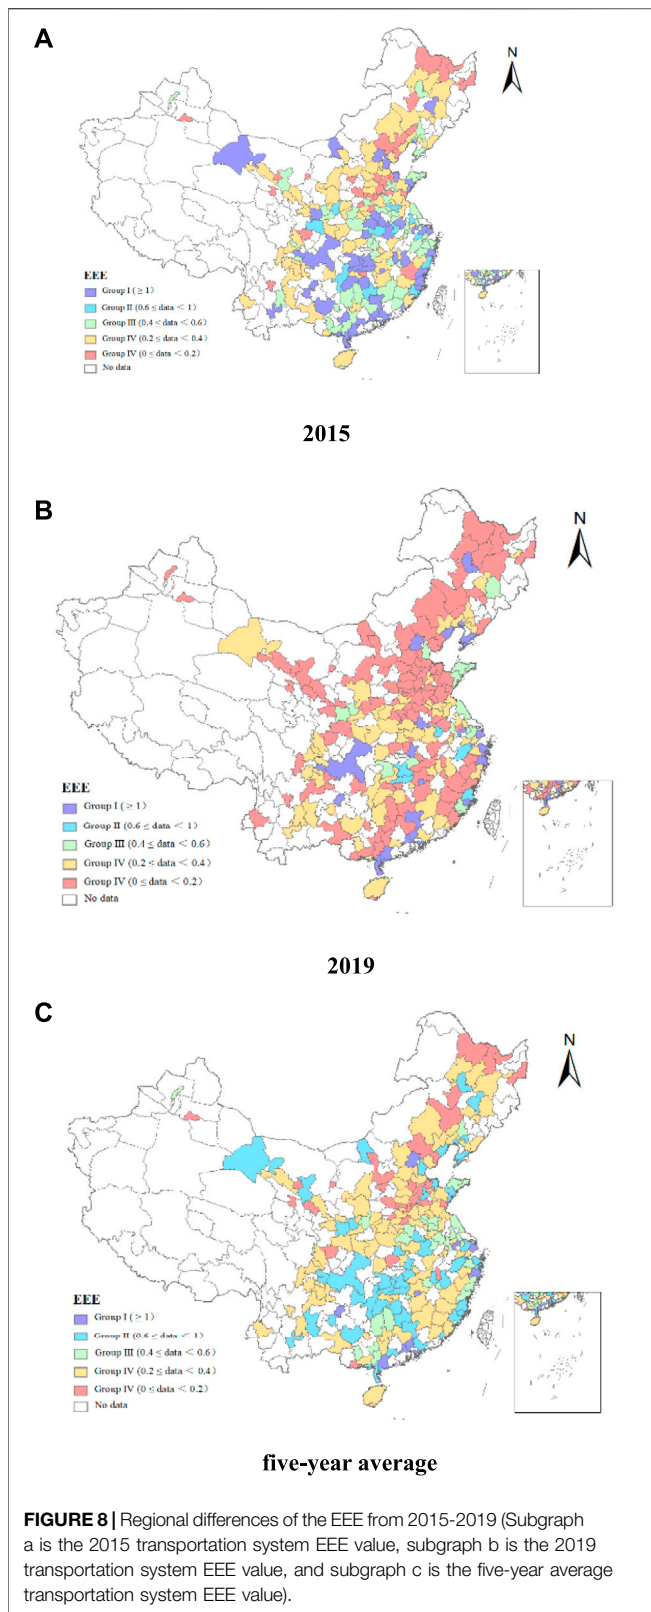 A
N
EEE
Group I (≥ 1)
Group II (0.6 ≤ data < 1)
Group III (0.4 ≤ data < 0.6)
Group IV (0.2 ≤ data < 0.4)
Group IV (0 ≤ data < 0.2)
No data
2015
B
N
EEE
Group I (≥ 1)
Group II (0.6 ≤ data < 1)
Group III (0.4 ≤ data < 0.6)
Group IV (0.2 ≤ data < 0.4)
Group IV (0 ≤ data < 0.2)
No data
2019
C
N
EEE
Group I (≥ 1)
Group II (0.6 ≤ data < 1)
Group III (0.4 ≤ data < 0.6)
Group IV (0.2 ≤ data < 0.4)
Group IV (0 ≤ data < 0.2)
No data
five-year average
FIGURE 8 | Regional differences of the EEE from 2015-2019 (Subgraph
a is the 2015 transportation system EEE value, subgraph b is the 2019
transportation system EEE value, and subgraph c is the five-year average
transportation system EEE value).